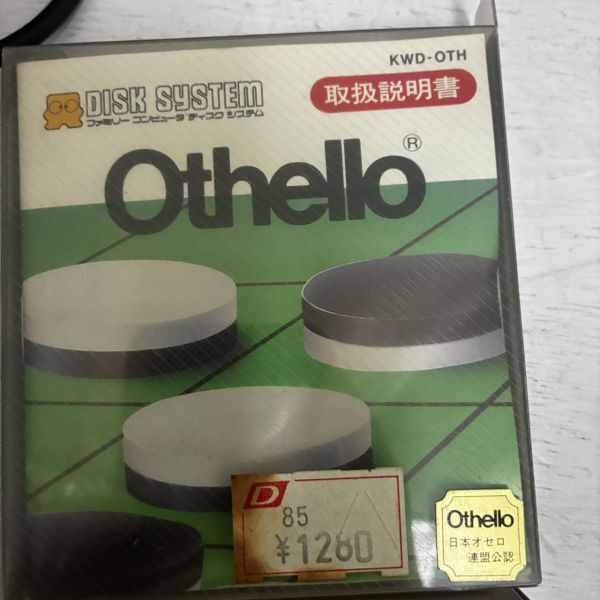 KWD-OTH
DISK SYSTEM
ファミリー コンピュータ ディスク システム
取扱説明書
Othello®
D
85
¥1280
Othello
日本オセロ
連盟公認